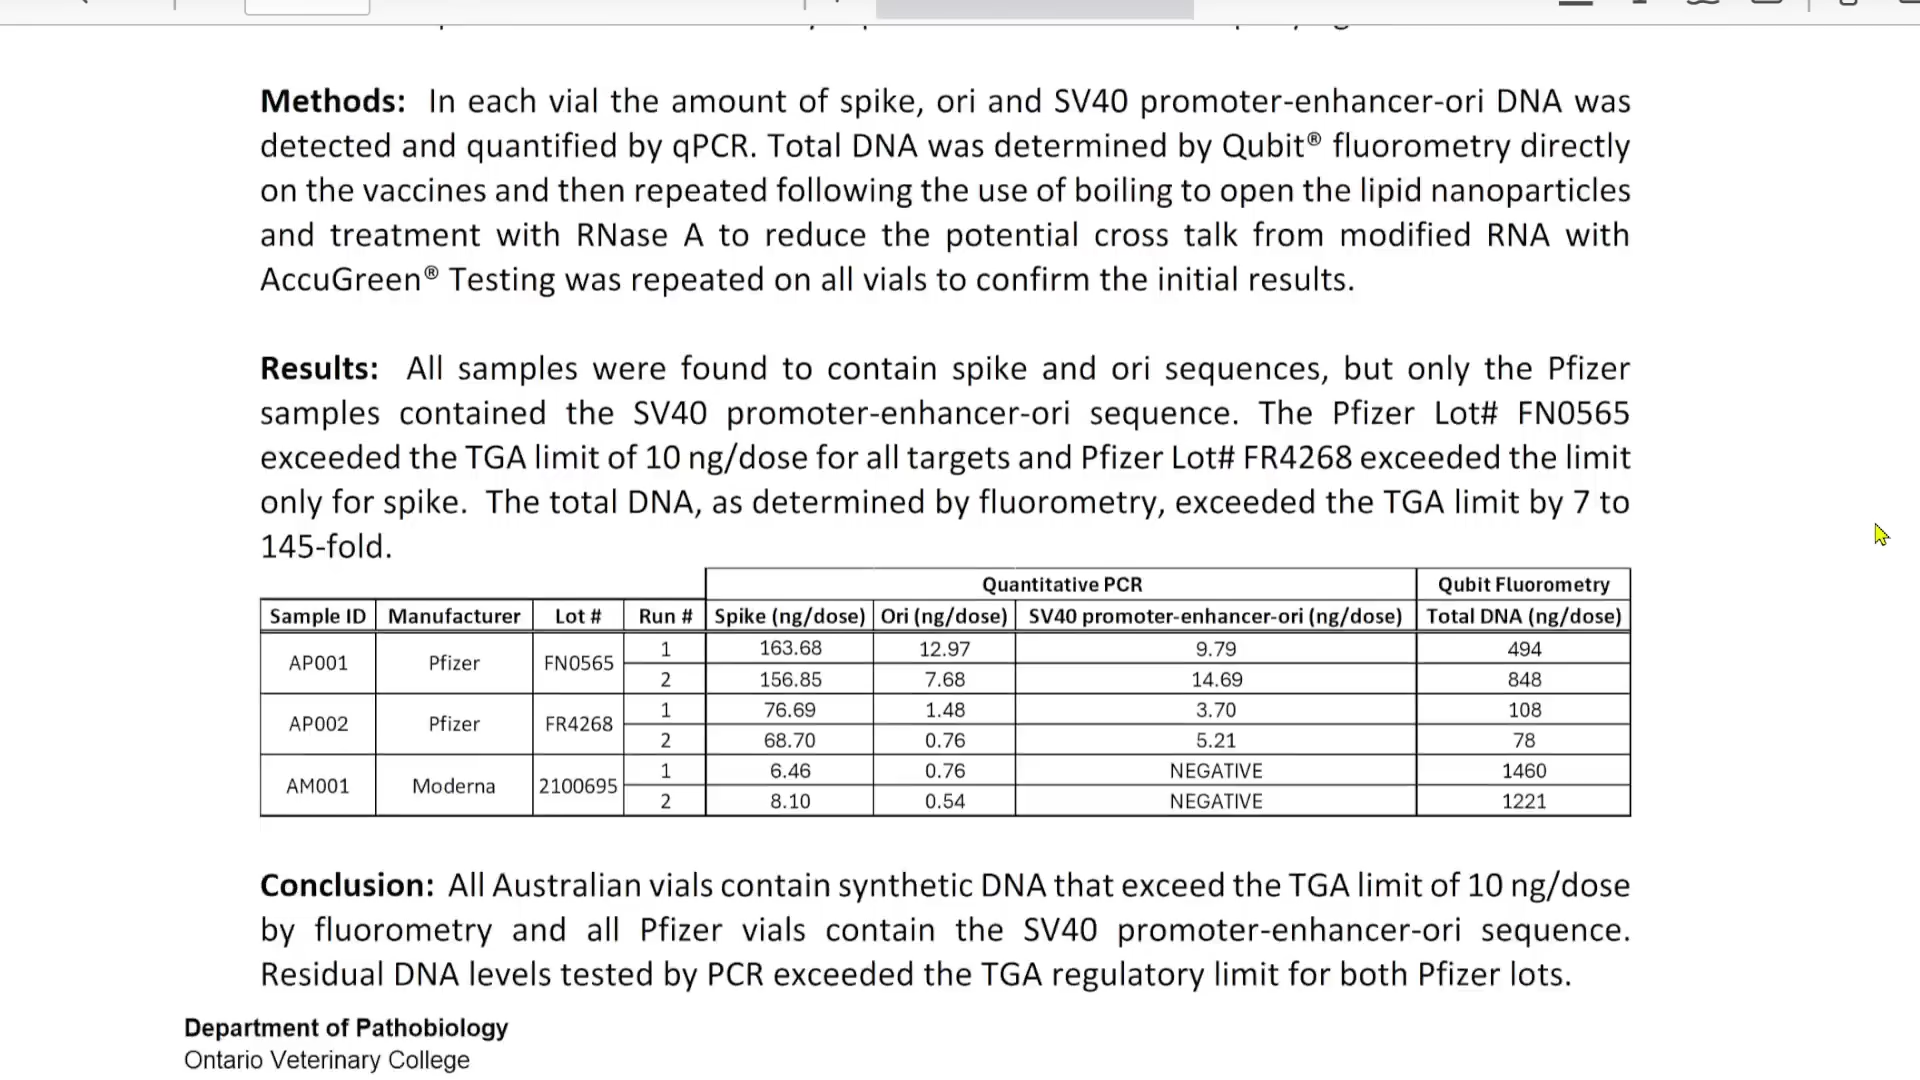 Methods: In each vial the amount of spike, ori and SV40 promoter-enhancer-ori DNA was
detected and quantified by qPCR. Total DNA was determined by Qubit® fluorometry directly
on the vaccines and then repeated following the use of boiling to open the lipid nanoparticles
and treatment with RNase A to reduce the potential cross talk from modified RNA with
AccuGreen® Testing was repeated on all vials to confirm the initial results.
Results: All samples were found to contain spike and ori sequences, but only the Pfizer
samples contained the SV40 promoter-enhancer-ori sequence. The Pfizer Lot# FN0565
exceeded the TGA limit of 10 ng/dose for all targets and Pfizer Lot# FR4268 exceeded the limit
only for spike. The total DNA, as determined by fluorometry, exceeded the TGA limit by 7 to
145-fold.
Quantitative PCR Qubit Fluorometry
Sample ID Manufacturer Lot # Run # Spike (ng/dose) Ori (ng/dose) SV40 promoter-enhancer-ori (ng/dose) Total DNA (ng/dose)
AP001 Pfizer FN0565 1 163.68 12.97 9.79 494
2 156.85 7.68 14.69 848
AP002 Pfizer FR4268 1 76.69 1.48 3.70 108
2 68.70 0.76 5.21 78
AM001 Moderna 2100695 1 6.46 0.76 NEGATIVE 1460
2 8.10 0.54 NEGATIVE 1221
Conclusion: All Australian vials contain synthetic DNA that exceed the TGA limit of 10 ng/dose
by fluorometry and all Pfizer vials contain the SV40 promoter-enhancer-ori sequence.
Residual DNA levels tested by PCR exceeded the TGA regulatory limit for both Pfizer lots.
Department of Pathobiology
Ontario Veterinary College